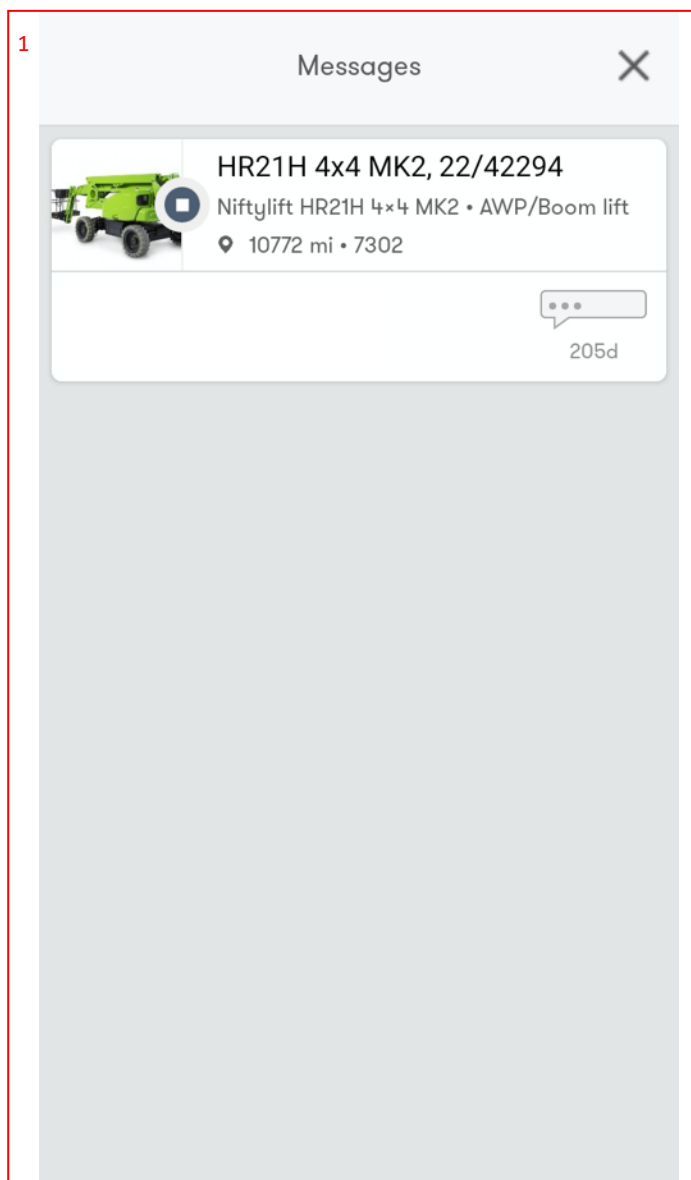 1
Messages
HR21H 4x4 MK2, 22/42294
Niftylift HR21H 4×4 MK2 • AWP/Boom lift
10772 mi • 7302
205d